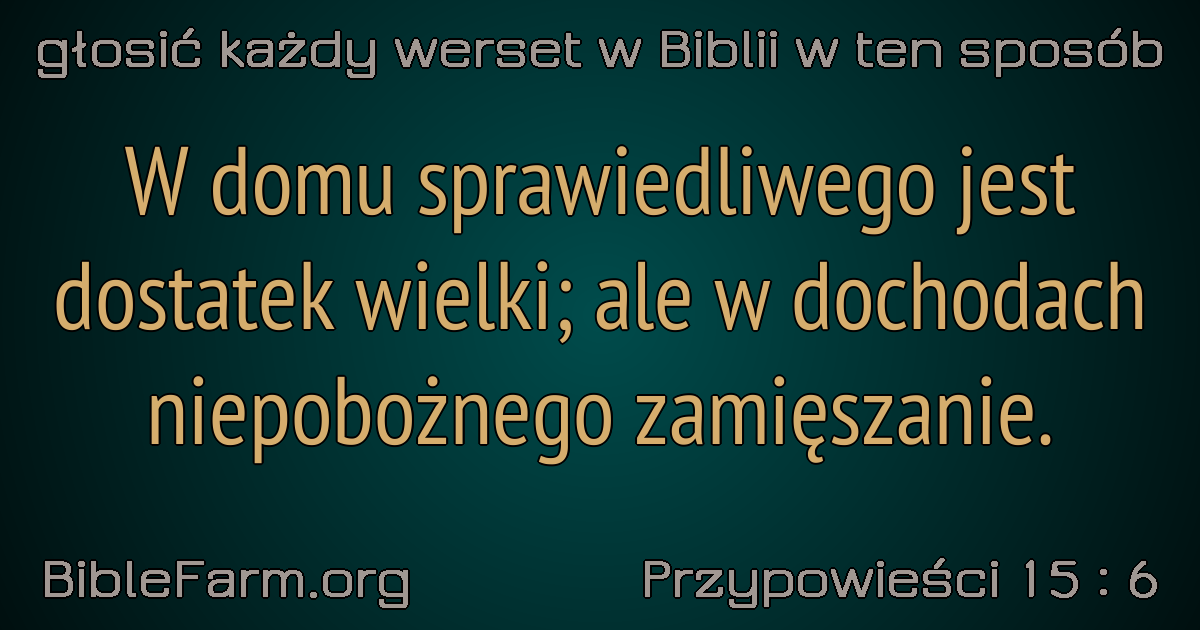 głosić każdy werset w Biblii w ten sposób
W domu sprawiedliwego jest
dostatek wielki; ale w dochodach
niepobożnego zamięszanie.
BibleFarm.org
Przypowieści 15 : 6